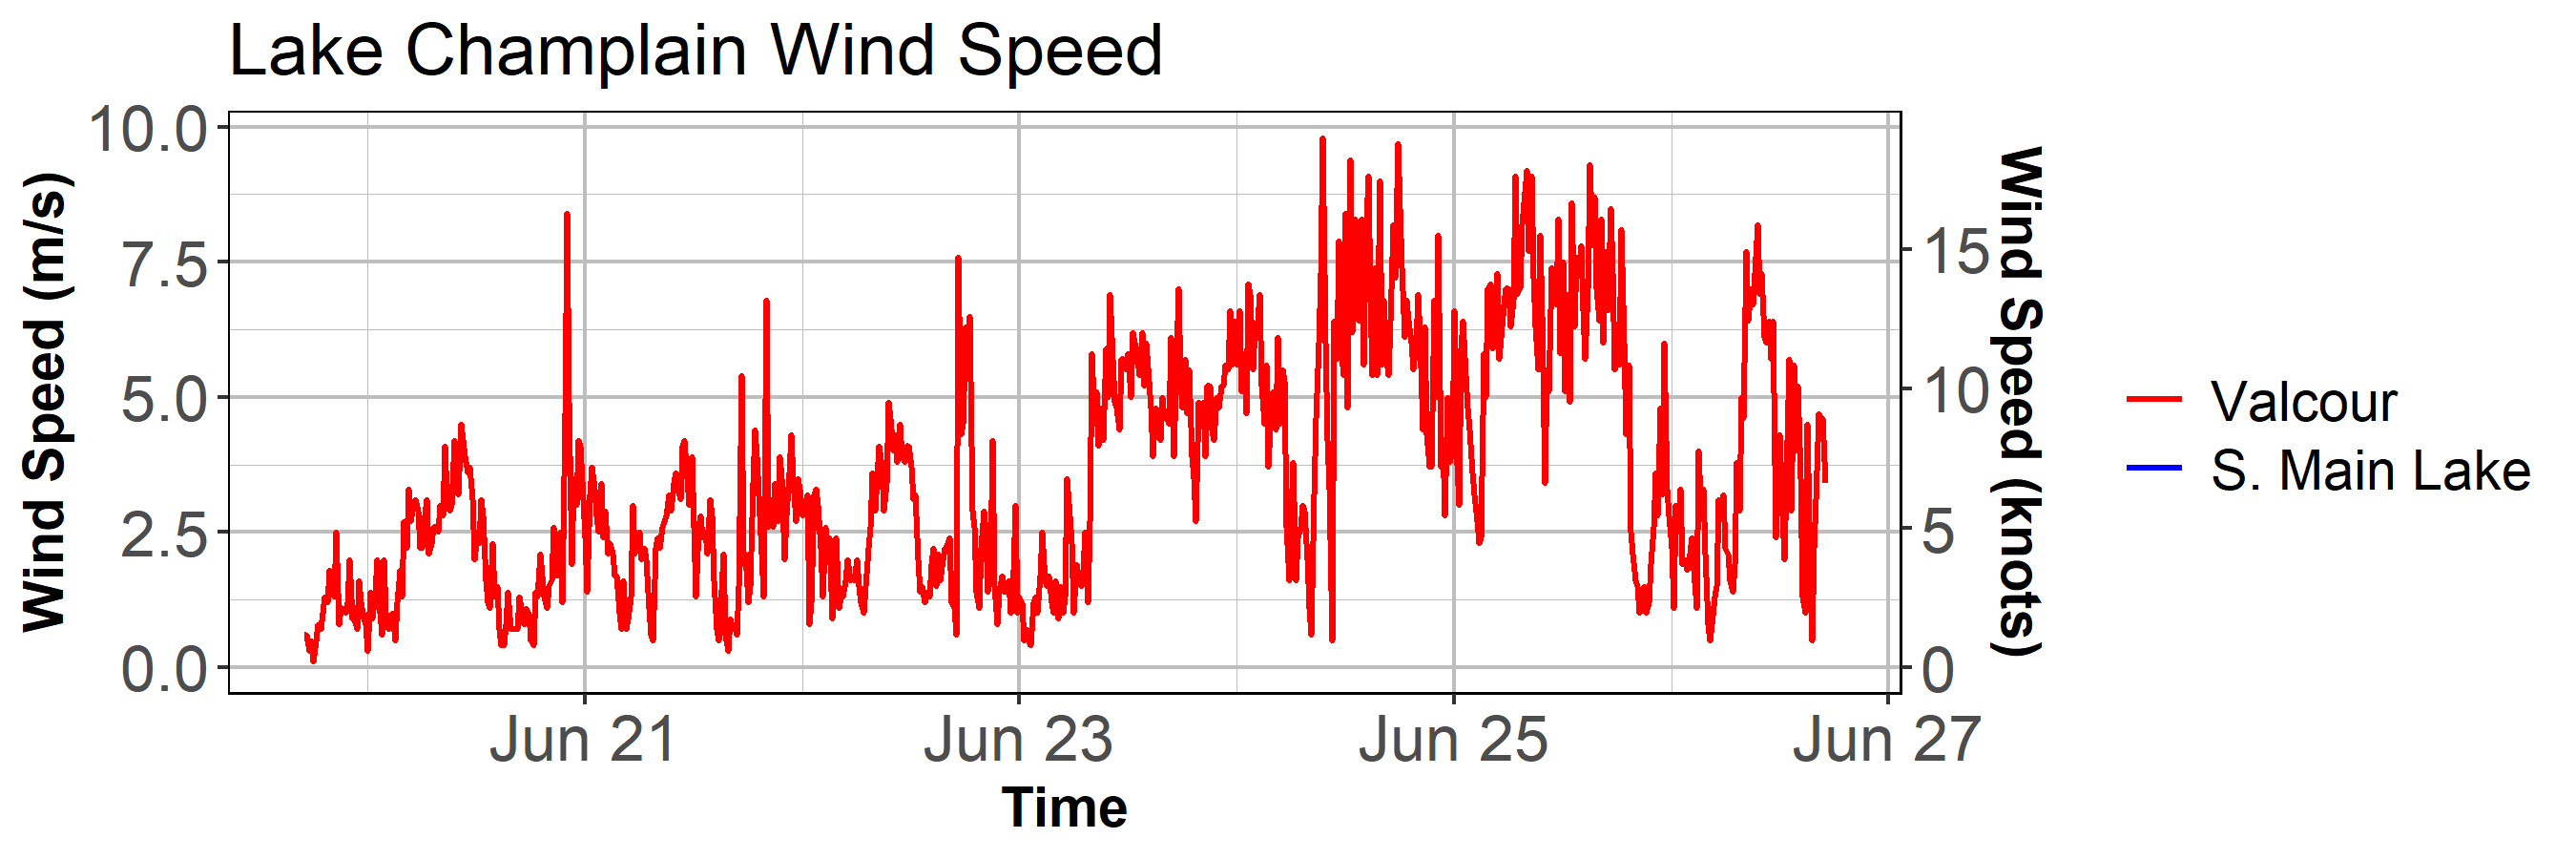 Lake Champlain Wind Speed
10.0
7.5
5.0
2.5
0.0
Wind Speed (m/s)
15
10
5
0
Wind Speed (knots)
Jun 21
Jun 23
Jun 25
Jun 27
Time
Valcour
S. Main Lake